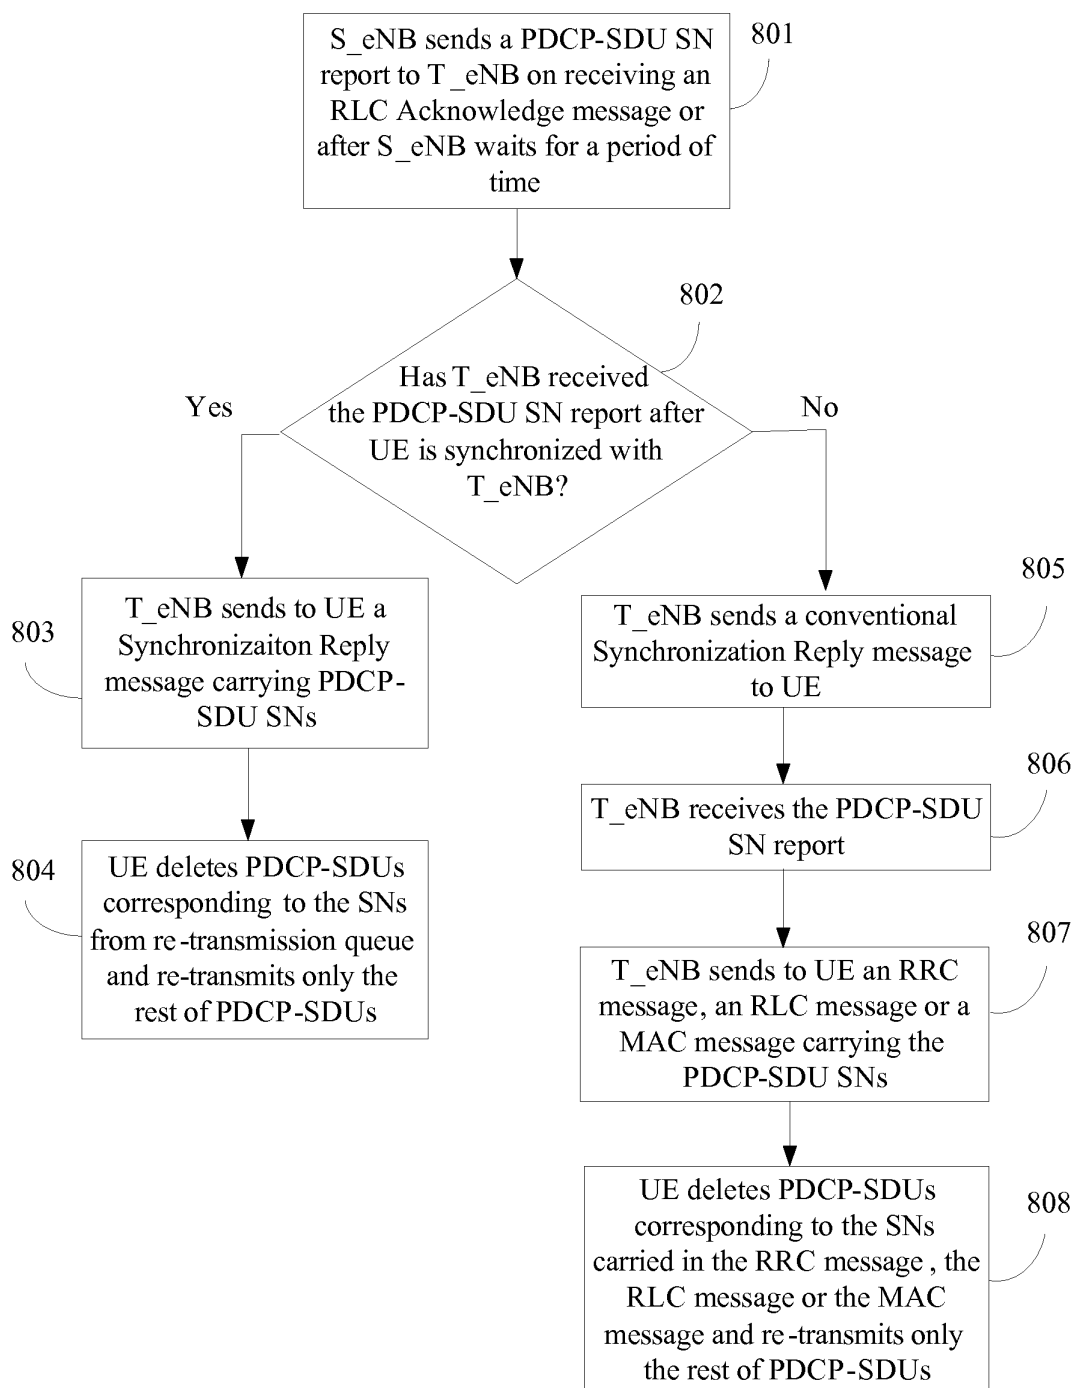 S_eNB sends a PDCP-SDU SN
report to T_eNB on receiving an
RLC Acknowledge message or
after S_eNB waits for a period of
time
801
802
Has T_eNB received
the PDCP-SDU SN report after
UE is synchronized with
T_eNB?
Yes
No
T_eNB sends to UE a
Synchronizaiton Reply
message carrying PDCP-
SDU SNs
803
UE deletes PDCP-SDUs
corresponding to the SNs
from re-transmission queue
and re-transmits only the
rest of PDCP-SDUs
804
T_eNB sends a conventional
Synchronization Reply message
to UE
805
T_eNB receives the PDCP-SDU
SN report
806
T_eNB sends to UE an RRC
message, an RLC message or a
MAC message carrying the
PDCP-SDU SNs
807
UE deletes PDCP-SDUs
corresponding to the SNs
carried in the RRC message, the
RLC message or the MAC
message and re-transmits only
the rest of PDCP-SDUs
808